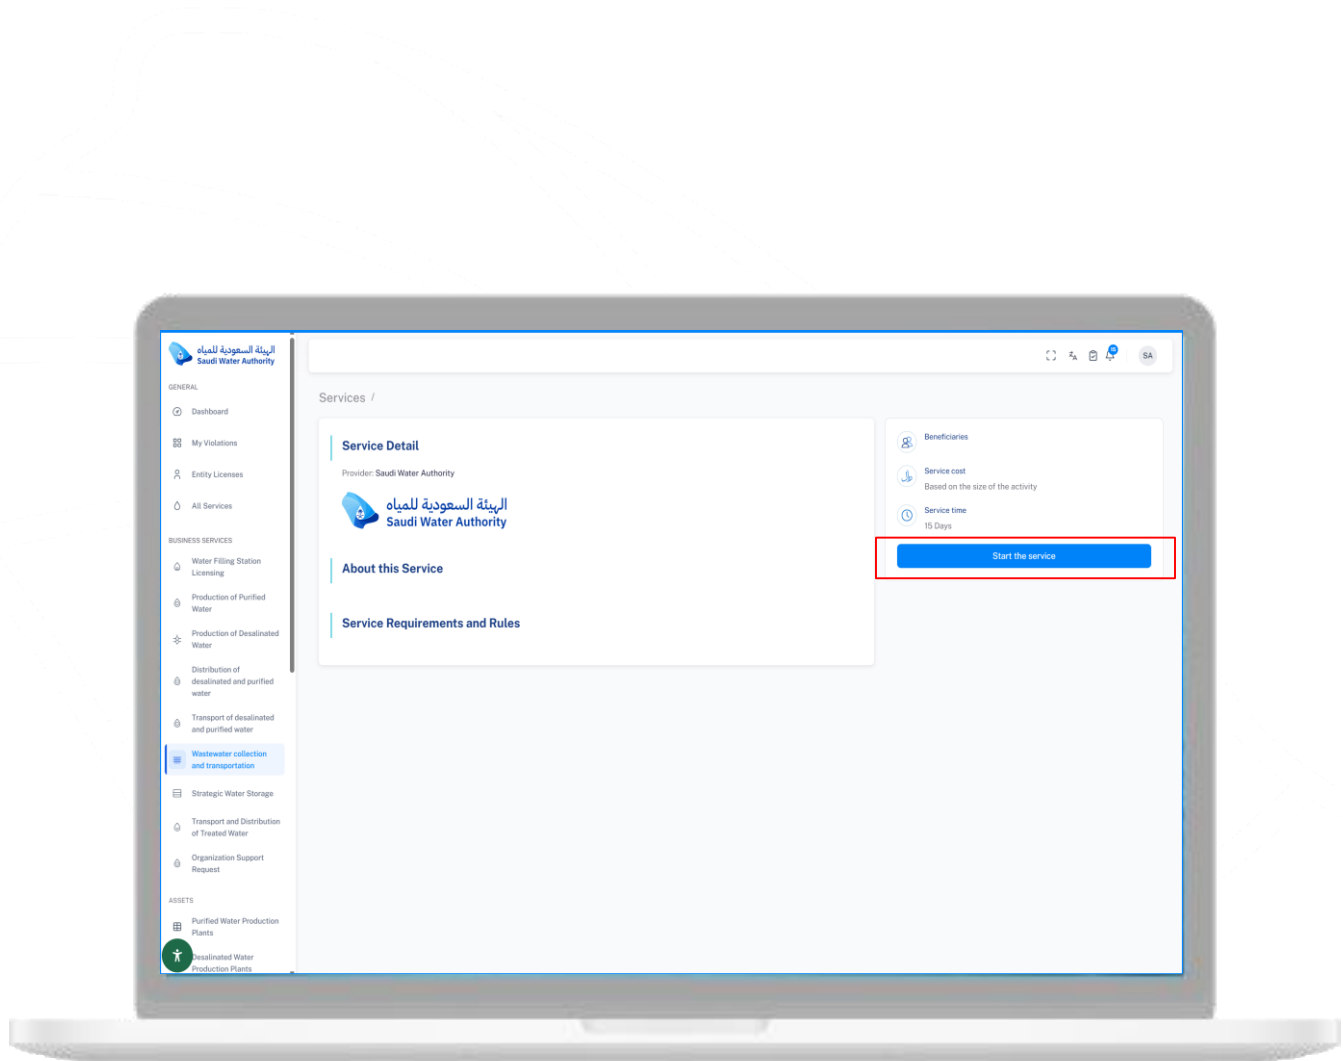 الهيئة السعودية للمياه
Saudi Water Authority
GENERAL
Dashboard
My Violations
Entity Licenses
All Services
BUSINESS SERVICES
Water Filling Station
Licensing
Production of Purified
Water
Production of Desalinated
Water
Distribution of
desalinated and purified
water
Transport of desalinated
and purified water
Wastewater collection
and transportation
Strategic Water Storage
Transport and Distribution
of Treated Water
Organization Support
Request
ASSETS
Purified Water Production
Plants
Desalinated Water
Production Plants
SA
Services /
Service Detail
Provider: Saudi Water Authority
الهيئة السعودية للمياه
Saudi Water Authority
About this Service
Service Requirements and Rules
Beneficiaries
Service cost
Based on the size of the activity
Service time
15 Days
Start the service